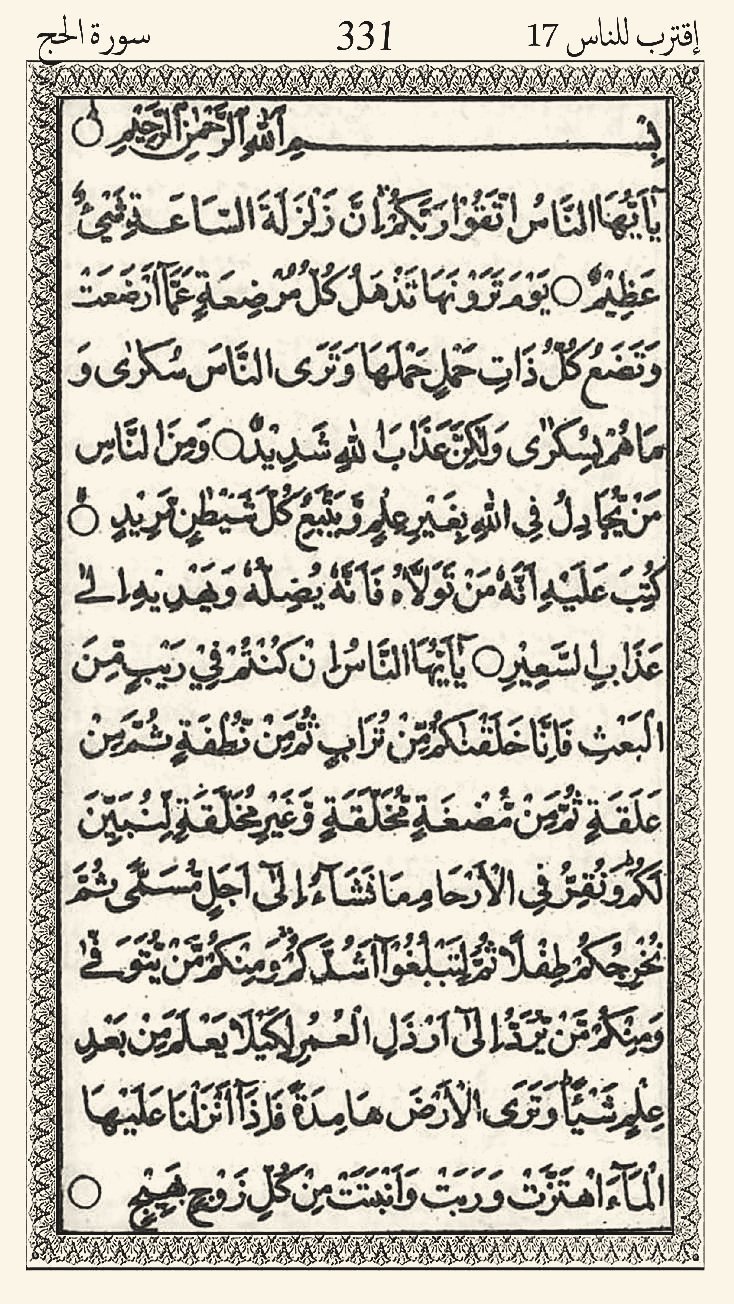 إقترب للناس 17 331 سورة الحج
بِسْمِ اللّٰهِ الرَّحْمٰنِ الرَّحِيْمِ ○
يٰٓاَيُّهَا النَّاسُ اتَّقُوْا رَبَّكُمْ ۚ اِنَّ زَلْزَلَةَ السَّاعَةِ شَيْئٌ
عَظِيْمٌ ○ يَوْمَ تَرَوْنَهَا تَذْهَلُ كُلُّ مُرْضِعَةٍ عَمَّآ اَرْضَعَتْ
وَتَضَعُ كُلُّ ذَاتِ حَمْلٍ حَمْلَهَا وَتَرَى النَّاسَ سُكٰرٰى وَ
مَا هُمْ بِسُكٰرٰى وَلٰكِنَّ عَذَابَ اللّٰهِ شَدِيْدٌ ○ وَمِنَ النَّاسِ
مَنْ يُّجَادِلُ فِى اللّٰهِ بِغَيْرِ عِلْمٍ وَّيَتَّبِعُ كُلَّ شَيْطٰنٍ مَّرِيْدٍ ○
كُتِبَ عَلَيْهِ اَنَّهٗ مَنْ تَوَلَّاهُ فَاَنَّهٗ يُضِلُّهٗ وَيَهْدِيْهِ اِلٰى
عَذَابِ السَّعِيْرِ ○ يٰٓاَيُّهَا النَّاسُ اِنْ كُنْتُمْ فِيْ رَيْبٍ مِّنَ
الْبَعْثِ فَاِنَّا خَلَقْنٰكُمْ مِّنْ تُرَابٍ ثُمَّ مِنْ نُّطْفَةٍ ثُمَّ مِنْ
عَلَقَةٍ ثُمَّ مِنْ مُّضْغَةٍ مُّخَلَّقَةٍ وَّغَيْرِ مُخَلَّقَةٍ لِّنُبَيِّنَ
لَكُمْ ۭ وَنُقِرُّ فِى الْاَرْحَامِ مَا نَشَآءُ اِلٰٓى اَجَلٍ مُّسَمًّى ثُمَّ
نُخْرِجُكُمْ طِفْلًا ثُمَّ لِتَبْلُغُوْٓا اَشُدَّكُمْ ۚ وَمِنْكُمْ مَّنْ يُّتَوَفّٰى
وَمِنْكُمْ مَّنْ يُّرَدُّ اِلٰٓى اَرْذَلِ الْعُمُرِ لِكَيْلَا يَعْلَمَ مِنْ بَعْدِ
عِلْمٍ شَيْـًٔا ۭ وَتَرَى الْاَرْضَ هَامِدَةً فَاِذَآ اَنْزَلْنَا عَلَيْهَا
الْمَآءَ اهْتَزَّتْ وَرَبَتْ وَاَنْبَتَتْ مِنْ كُلِّ زَوْجٍ بَهِيْجٍ ○